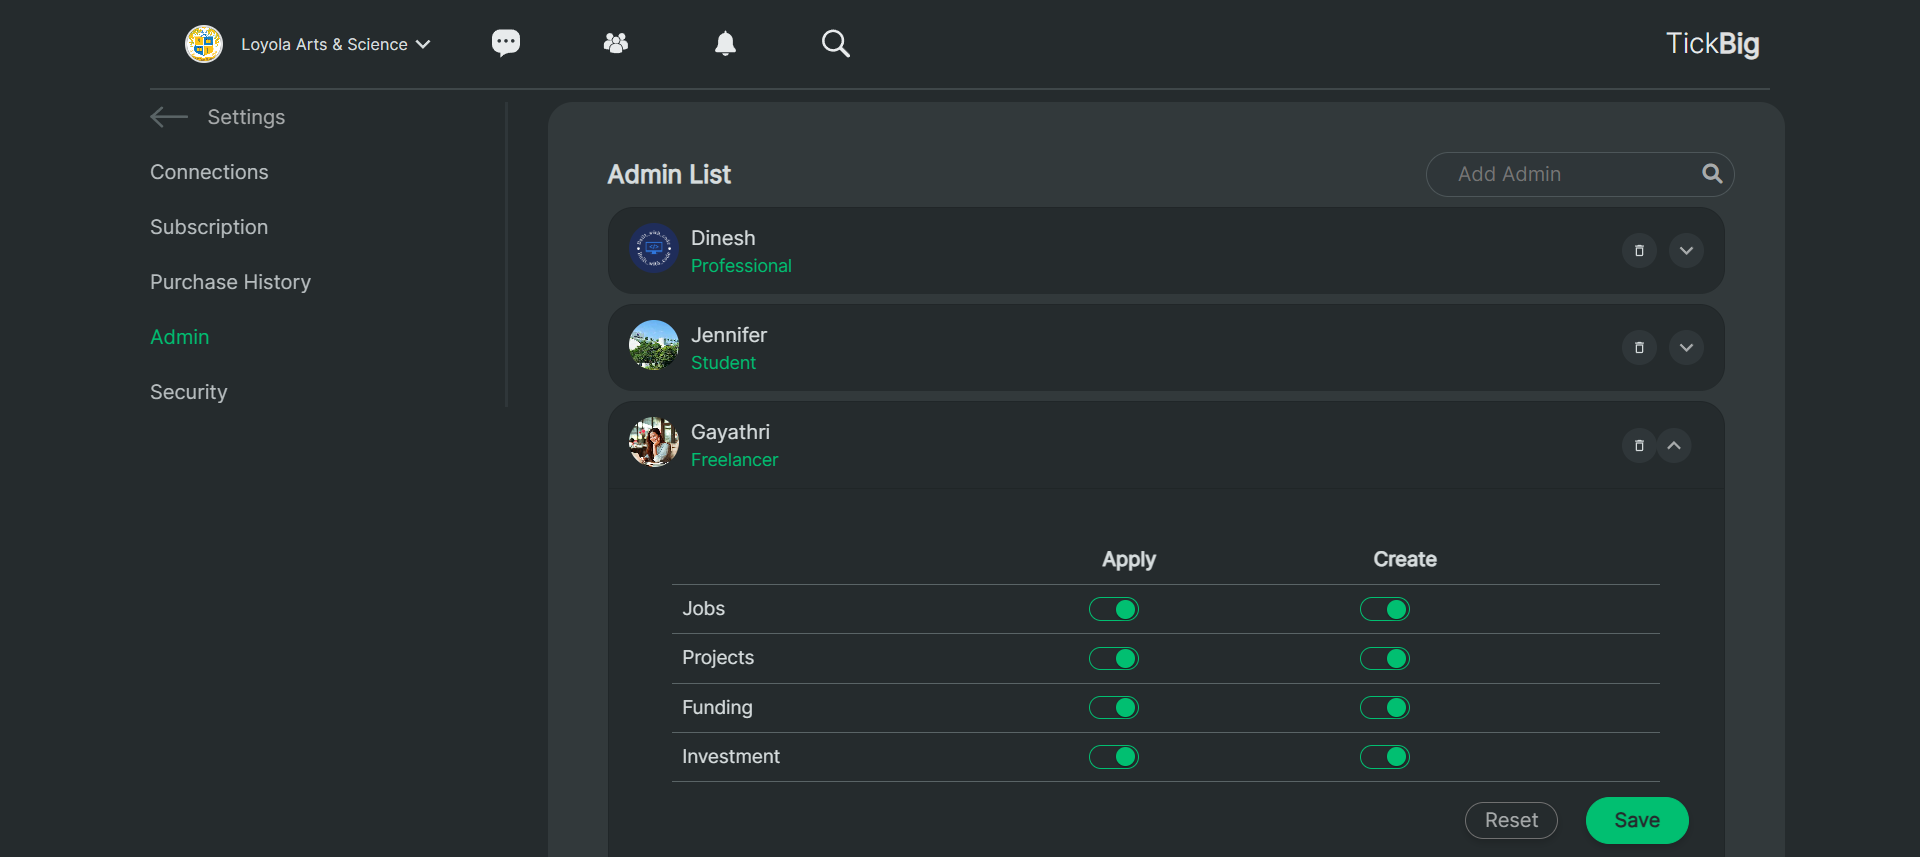 Loyola Arts & Science
TickBig
Settings
Connections
Subscription
Purchase History
Admin
Security
Admin List
Add Admin
Dinesh
Professional
Jennifer
Student
Gayathri
Freelancer
Apply Create
Jobs
Projects
Funding
Investment
Reset Save